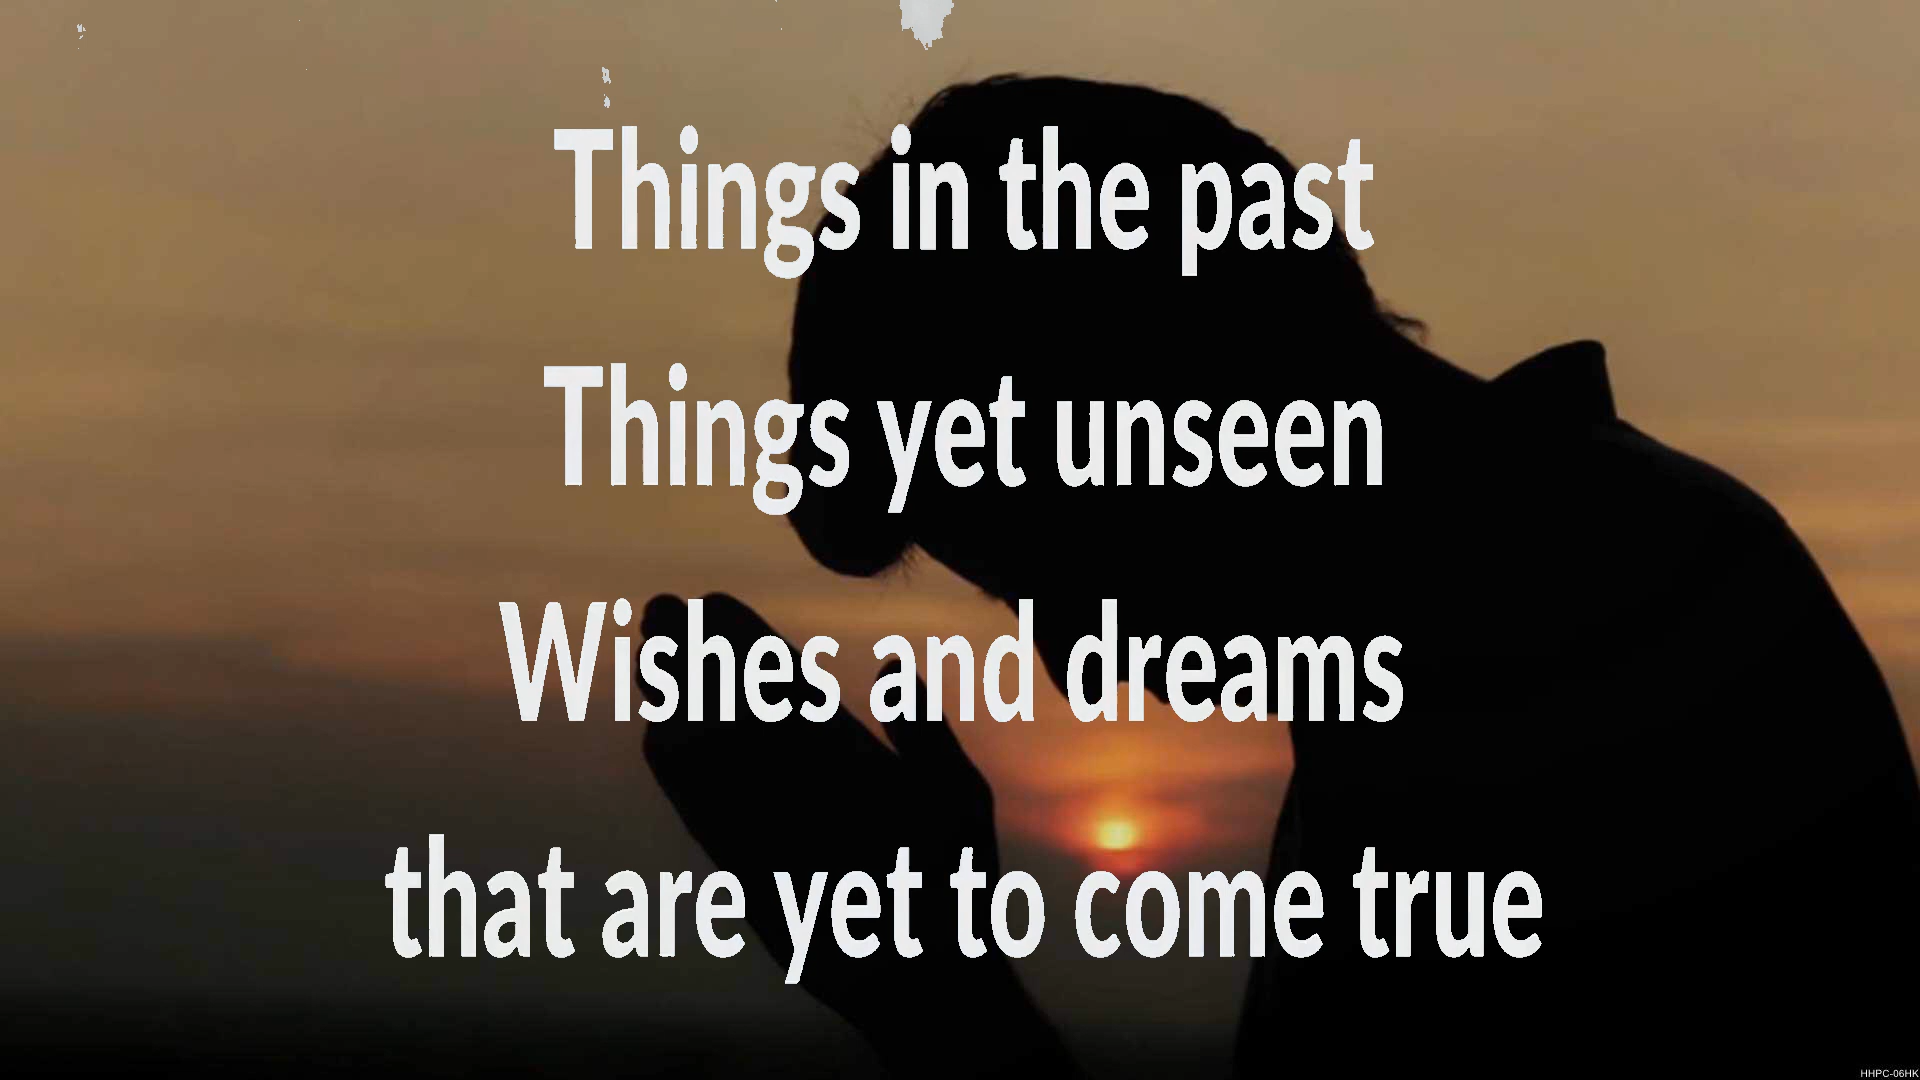 Things in the past
Things yet unseen
Wishes and dreams
that are yet to come true
HHPC-06HK